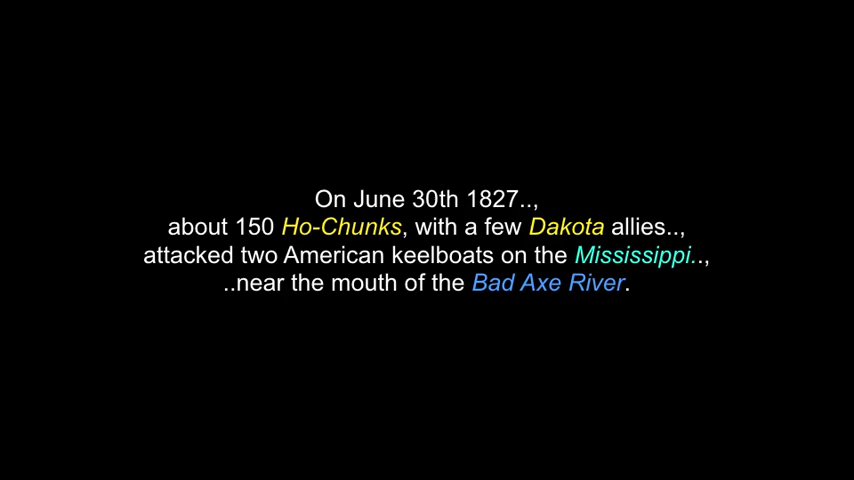 On June 30th 1827..,
about 150 Ho-Chunks, with a few Dakota allies..,
attacked two American keelboats on the Mississippi..,
..near the mouth of the Bad Axe River.